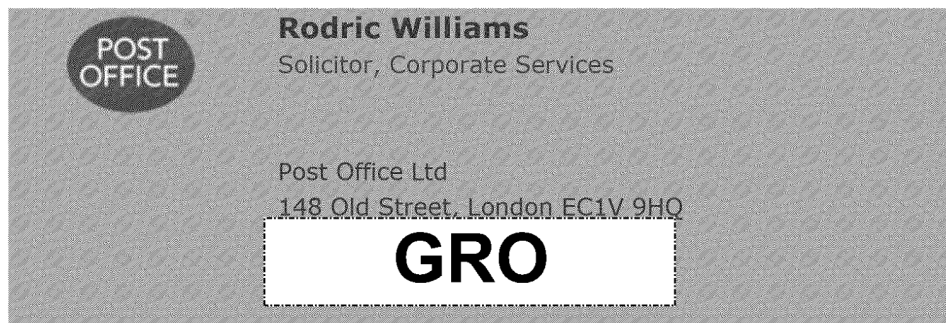 POST
OFFICE
Rodric Williams
Solicitor, Corporate Services
Post Office Ltd
148 Old Street, London EC1V 9HQ
GRO